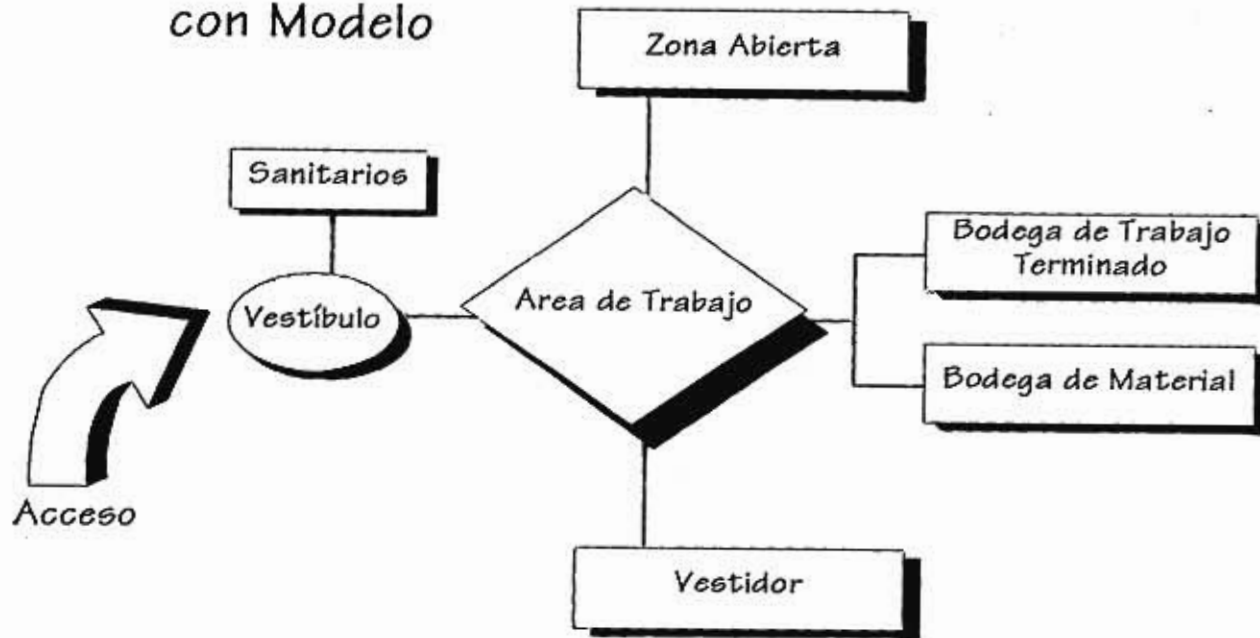 con Modelo
Zona Abierta
Sanitarios
Bodega de Trabajo
Terminado
Vestíbulo
Area de Trabajo
Bodega de Material
Acceso
Vestidor